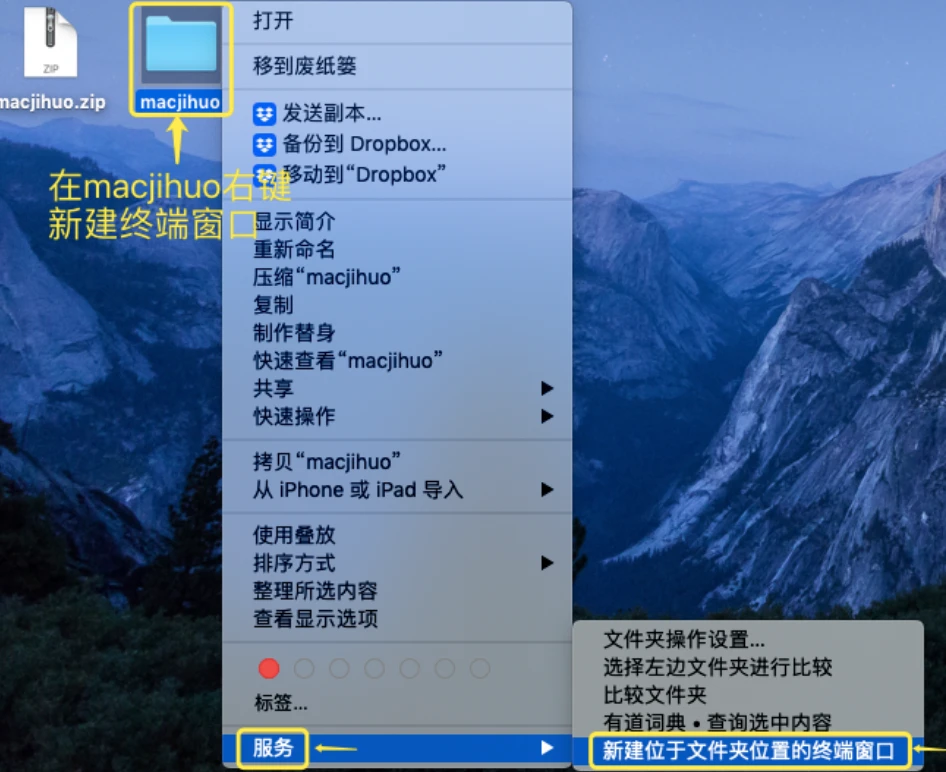 ZIP
macjihuo.zip
macjihuo
在macjihuo右键
新建终端窗口
打开
移到废纸篓
发送副本...
备份到 Dropbox...
移动到“Dropbox”
显示简介
重新命名
压缩“macjihuo”
复制
制作替身
快速查看“macjihuo”
共享
快速操作
拷贝“macjihuo”
从 iPhone 或 iPad 导入
使用叠放
排序方式
整理所选内容
查看显示选项
标签...
服务
文件夹操作设置...
选择左边文件夹进行比较
比较文件夹
有道词典 • 查询选中内容
新建位于文件夹位置的终端窗口